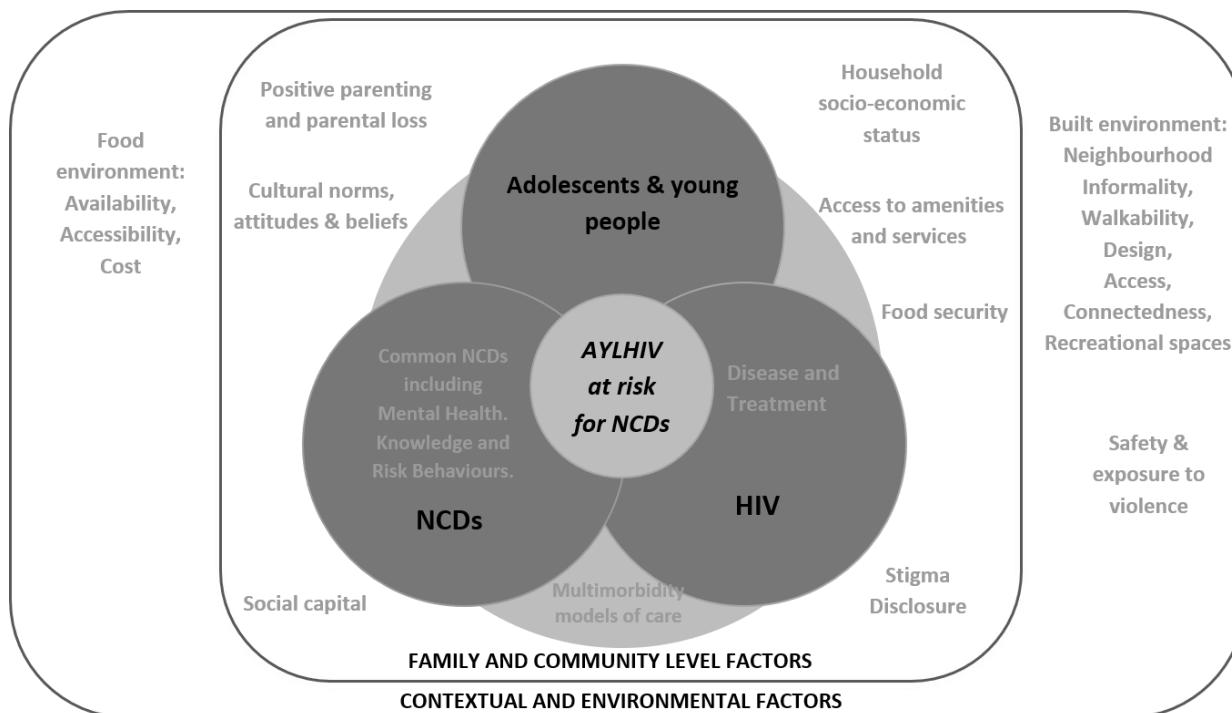 Food
environment:
Availability,
Accessibility,
Cost
Positive parenting
and parental loss
Cultural norms,
attitudes & beliefs
Household
socio-economic
status
Access to amenities
and services
Food security
Adolescents & young
people
Common NCDs
including
Mental Health.
Knowledge and
Risk Behaviours.
NCDs
AYLHIV
at risk
for NCDs
Disease and
Treatment
HIV
Multimorbidity
models of care
Social capital
Stigma
Disclosure
Built environment:
Neighbourhood
Informality,
Walkability,
Design,
Access,
Connectedness,
Recreational spaces
Safety &
exposure to
violence
FAMILY AND COMMUNITY LEVEL FACTORS
CONTEXTUAL AND ENVIRONMENTAL FACTORS